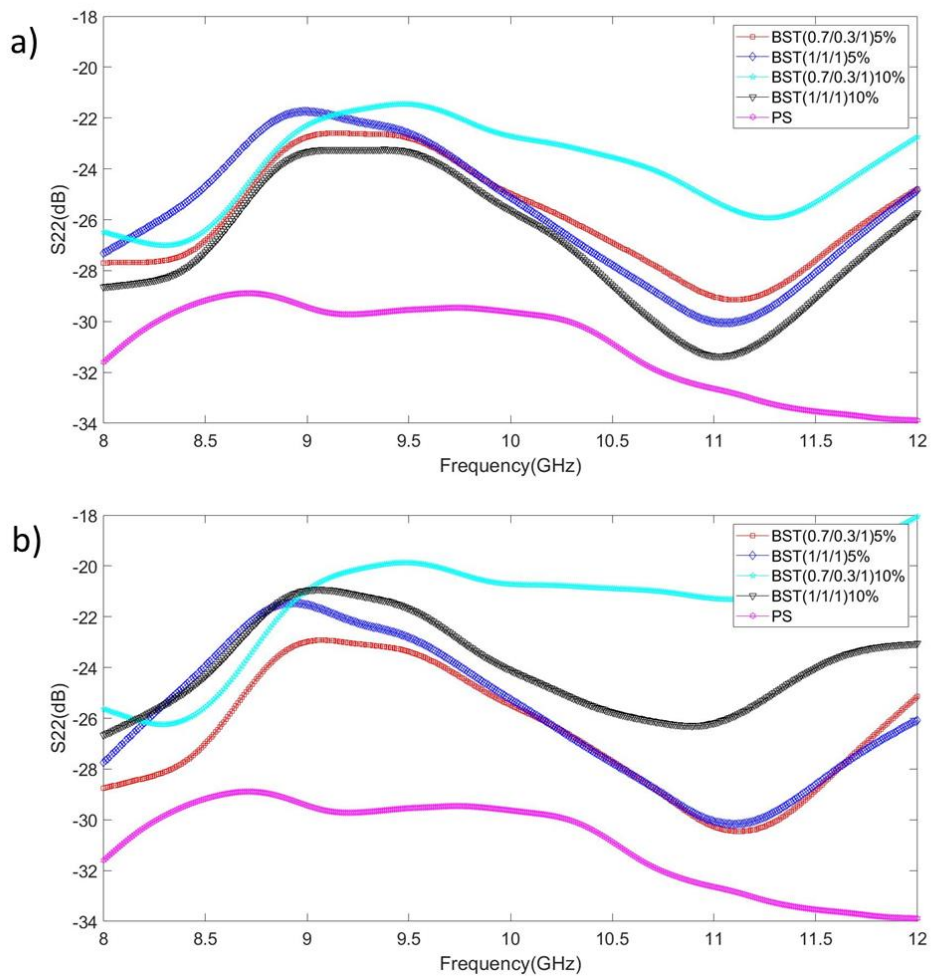 a)
-18
-20
-22
-24
-26
-28
-30
-32
-34
S22(dB)
BST(0.7/0.3/1)5%
BST(1/1/1)5%
BST(0.7/0.3/1)10%
BST(1/1/1)10%
PS
8 8.5 9 9.5 10 10.5 11 11.5 12
Frequency(GHz)
b)
-18
-20
-22
-24
-26
-28
-30
-32
-34
S22(dB)
BST(0.7/0.3/1)5%
BST(1/1/1)5%
BST(0.7/0.3/1)10%
BST(1/1/1)10%
PS
8 8.5 9 9.5 10 10.5 11 11.5 12
Frequency(GHz)